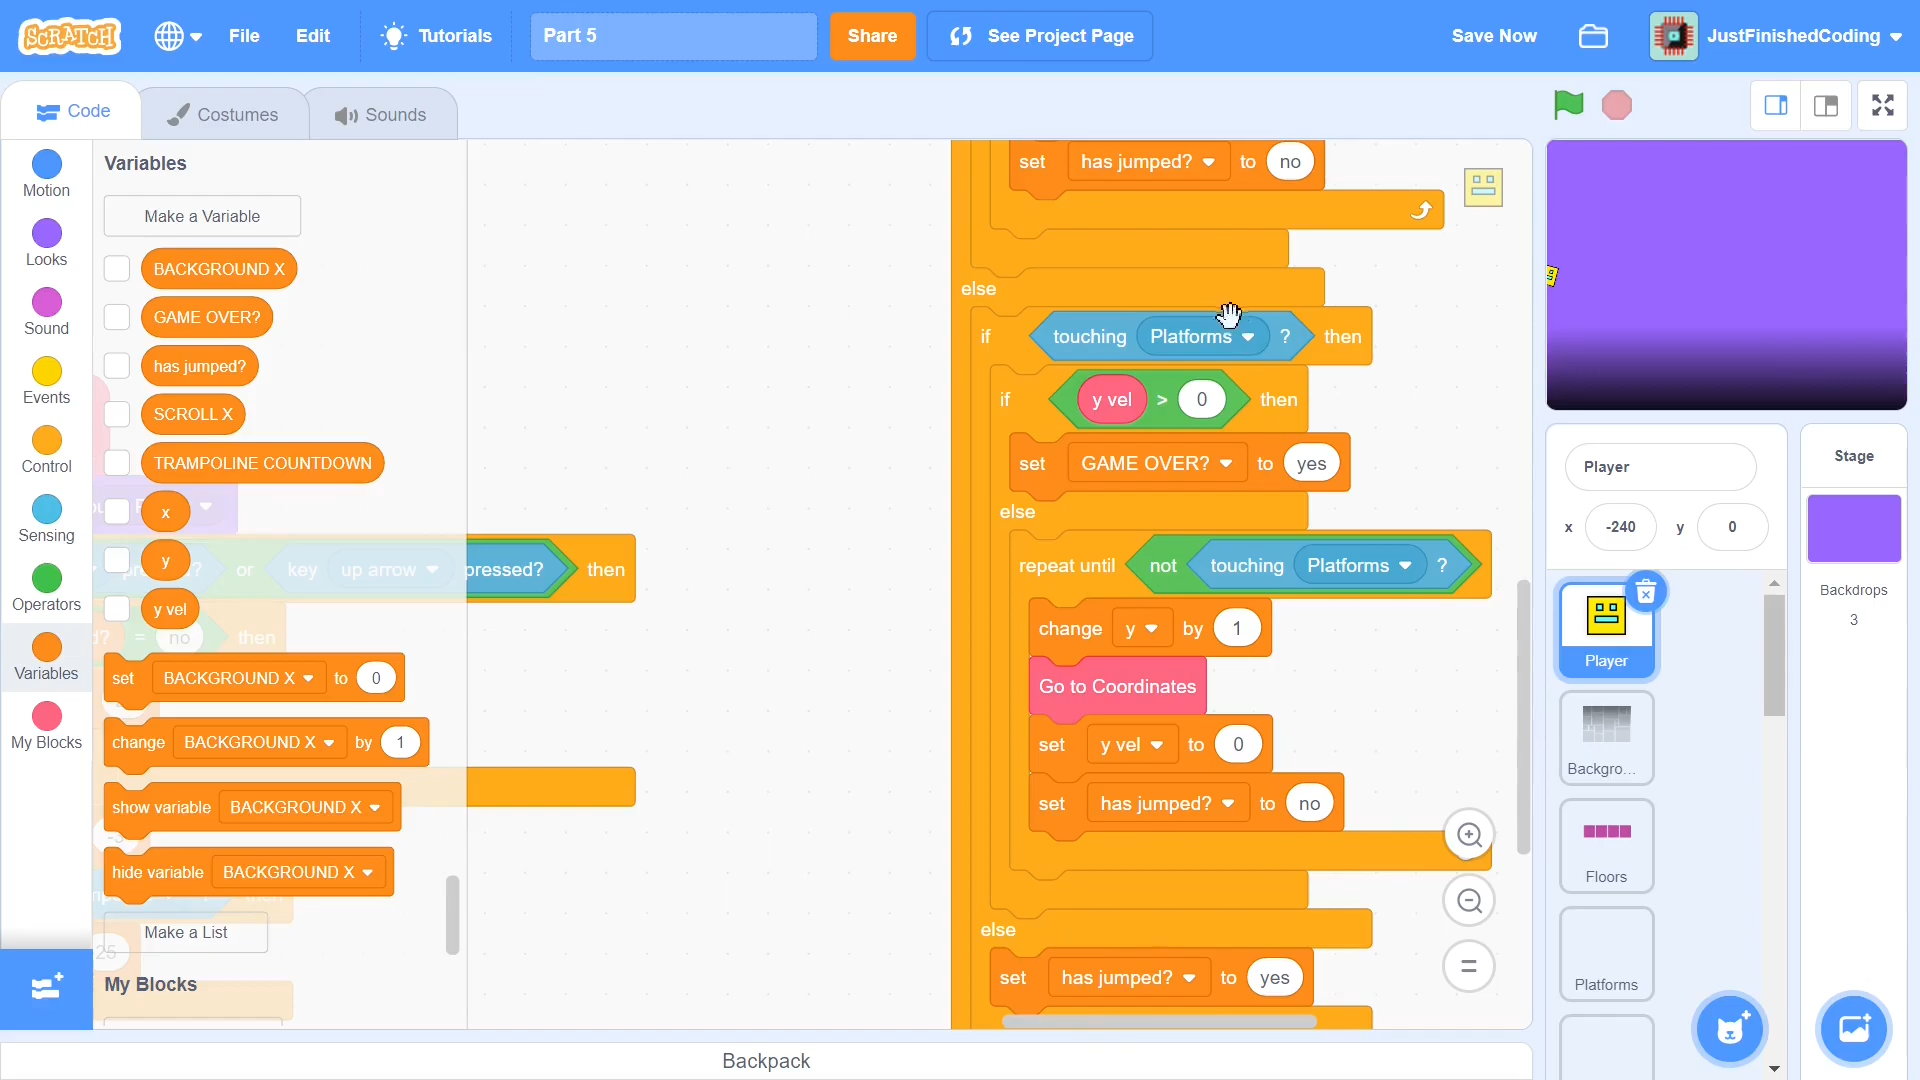 SCRATCH
File
Edit
Tutorials
Part 5
Share
See Project Page
Save Now
JustFinishedCoding
Code
Costumes
Sounds
Motion
Looks
Sound
Events
Control
Sensing
Operators
Variables
My Blocks
Variables
Make a Variable
BACKGROUND X
GAME OVER?
has jumped?
SCROLL X
TRAMPOLINE COUNTDOWN
x
y
y vel
set BACKGROUND X to 0
change BACKGROUND X by 1
show variable BACKGROUND X
hide variable BACKGROUND X
Make a List
My Blocks
or key up arrow pressed? then
= no then
25
set has jumped? to no
else
if touching Platforms ? then
if y vel > 0 then
set GAME OVER? to yes
else
repeat until not touching Platforms ?
change y by 1
Go to Coordinates
set y vel to 0
set has jumped? to no
else
set has jumped? to yes
Backpack
Player
x -240 y 0
Player
Backgro...
Floors
Platforms
Stage
Backdrops
3